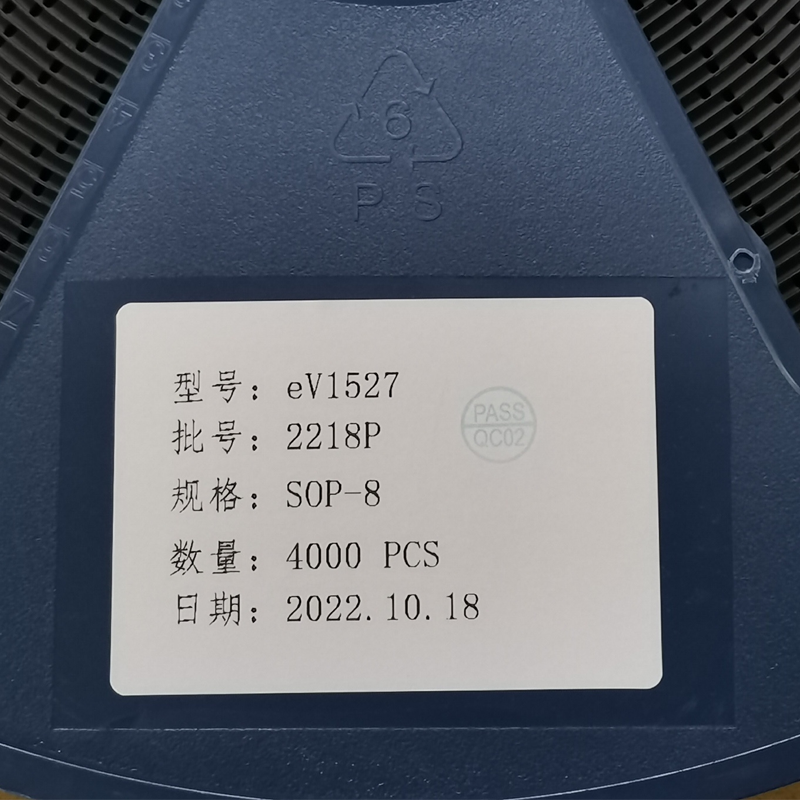 6
PS
型号: eV1527
批号: 2218P
规格: SOP-8
数量: 4000 PCS
日期: 2022.10.18
PASS
QC02